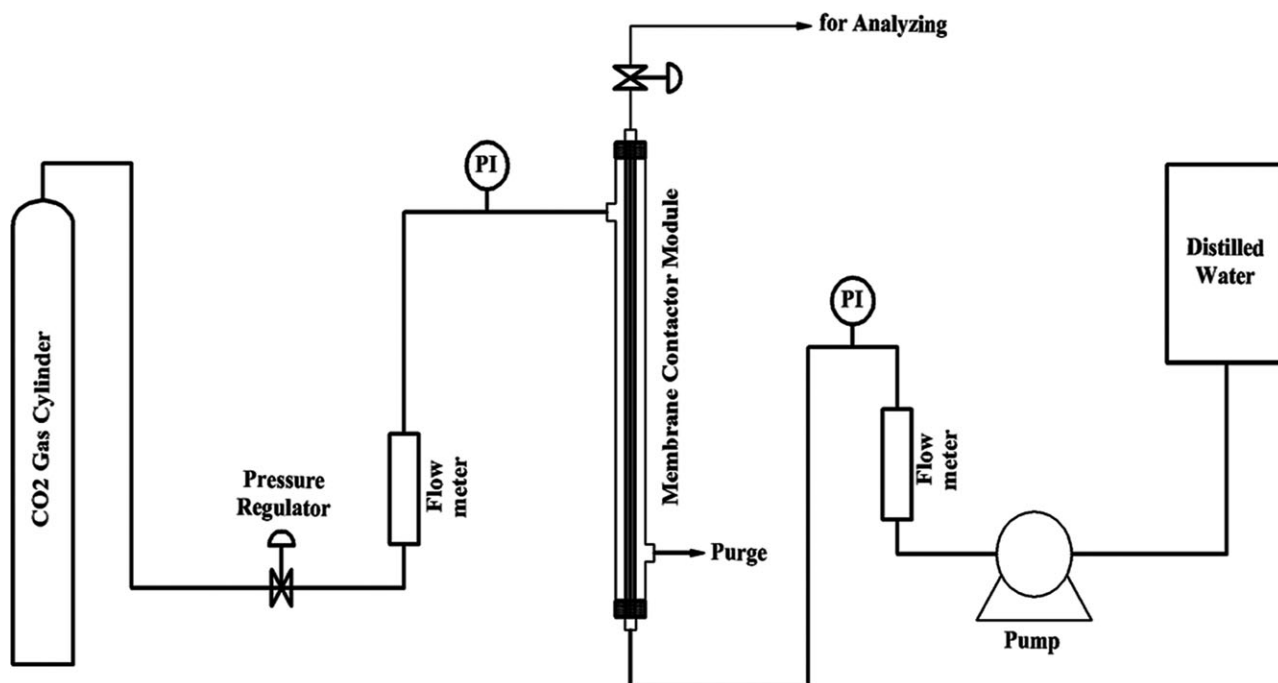 for Analyzing
PI
Membrane Contactor Module
Distilled
Water
PI
CO2 Gas Cylinder
Pressure
Regulator
Flow
meter
Flow
meter
Purge
Pump